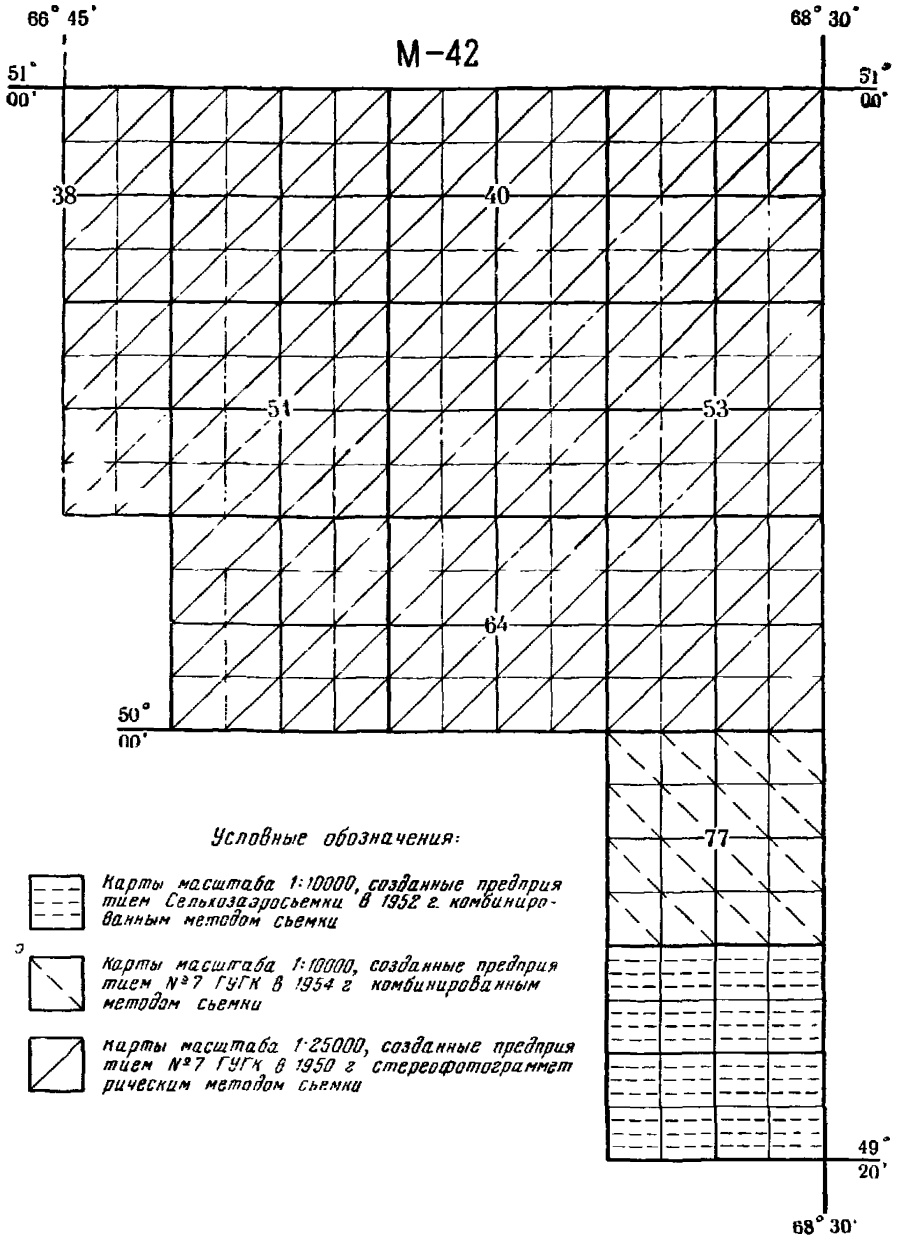 66° 45'
68° 30'
М-42
51°
00'
51°
00'
38
40
51
53
64
50°
00'
77
Условные обозначения:
Карты масштаба 1:10000, созданные предприя
тием Сельхозаэросъемки в 1952 г. комбиниро-
ванным методом съемки
Карты масштаба 1:10000, созданные предприя
тием №7 ГУГК в 1954 г комбинированным
методом съемки
Карты масштаба 1:25000, созданные предприя
тием №7 ГУГК в 1950 г стереофотограммет
рическим методом съемки
49°
20'
68° 30'